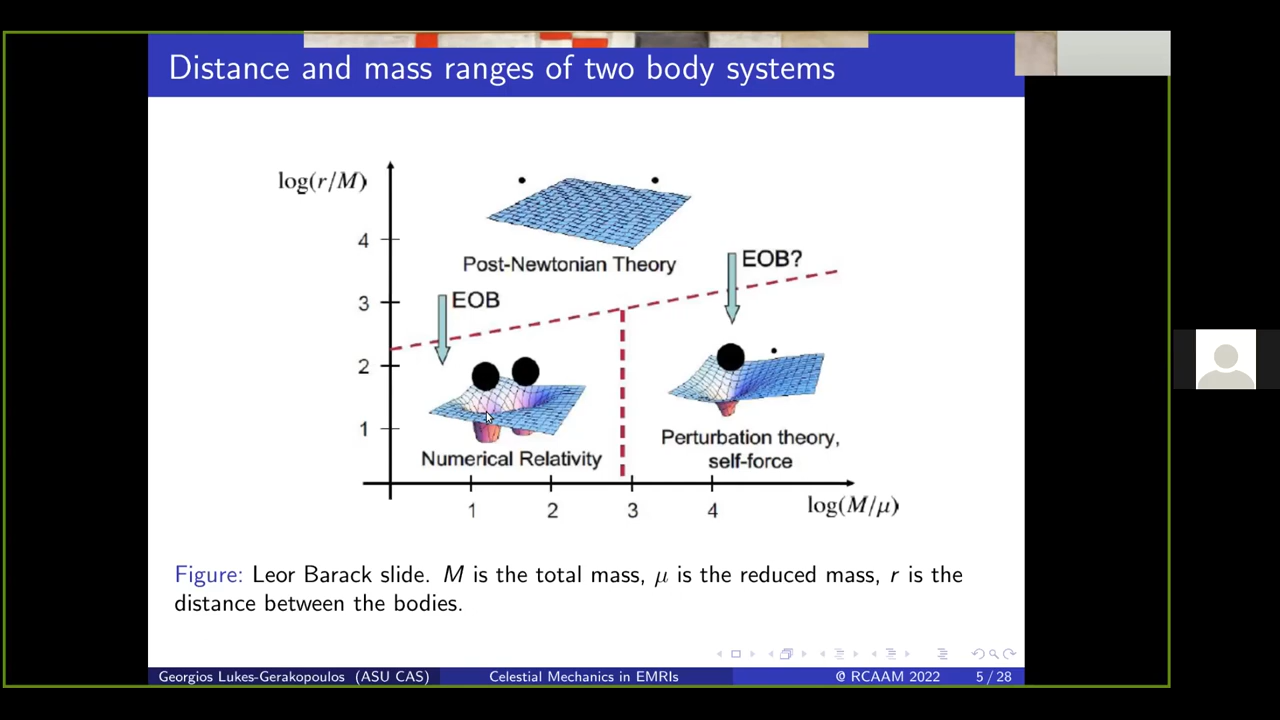 Distance and mass ranges of two body systems
log(r/M)
4
Post-Newtonian Theory
EOB?
3
EOB
2
1
Numerical Relativity
Perturbation theory,
self-force
1
2
3
4
log(M/μ)
Figure: Leor Barack slide. M is the total mass, μ is the reduced mass, r is the
distance between the bodies.
Georgios Lukes-Gerakopoulos (ASU CAS)
Celestial Mechanics in EMRIs
@ RCAAM 2022
5 / 28